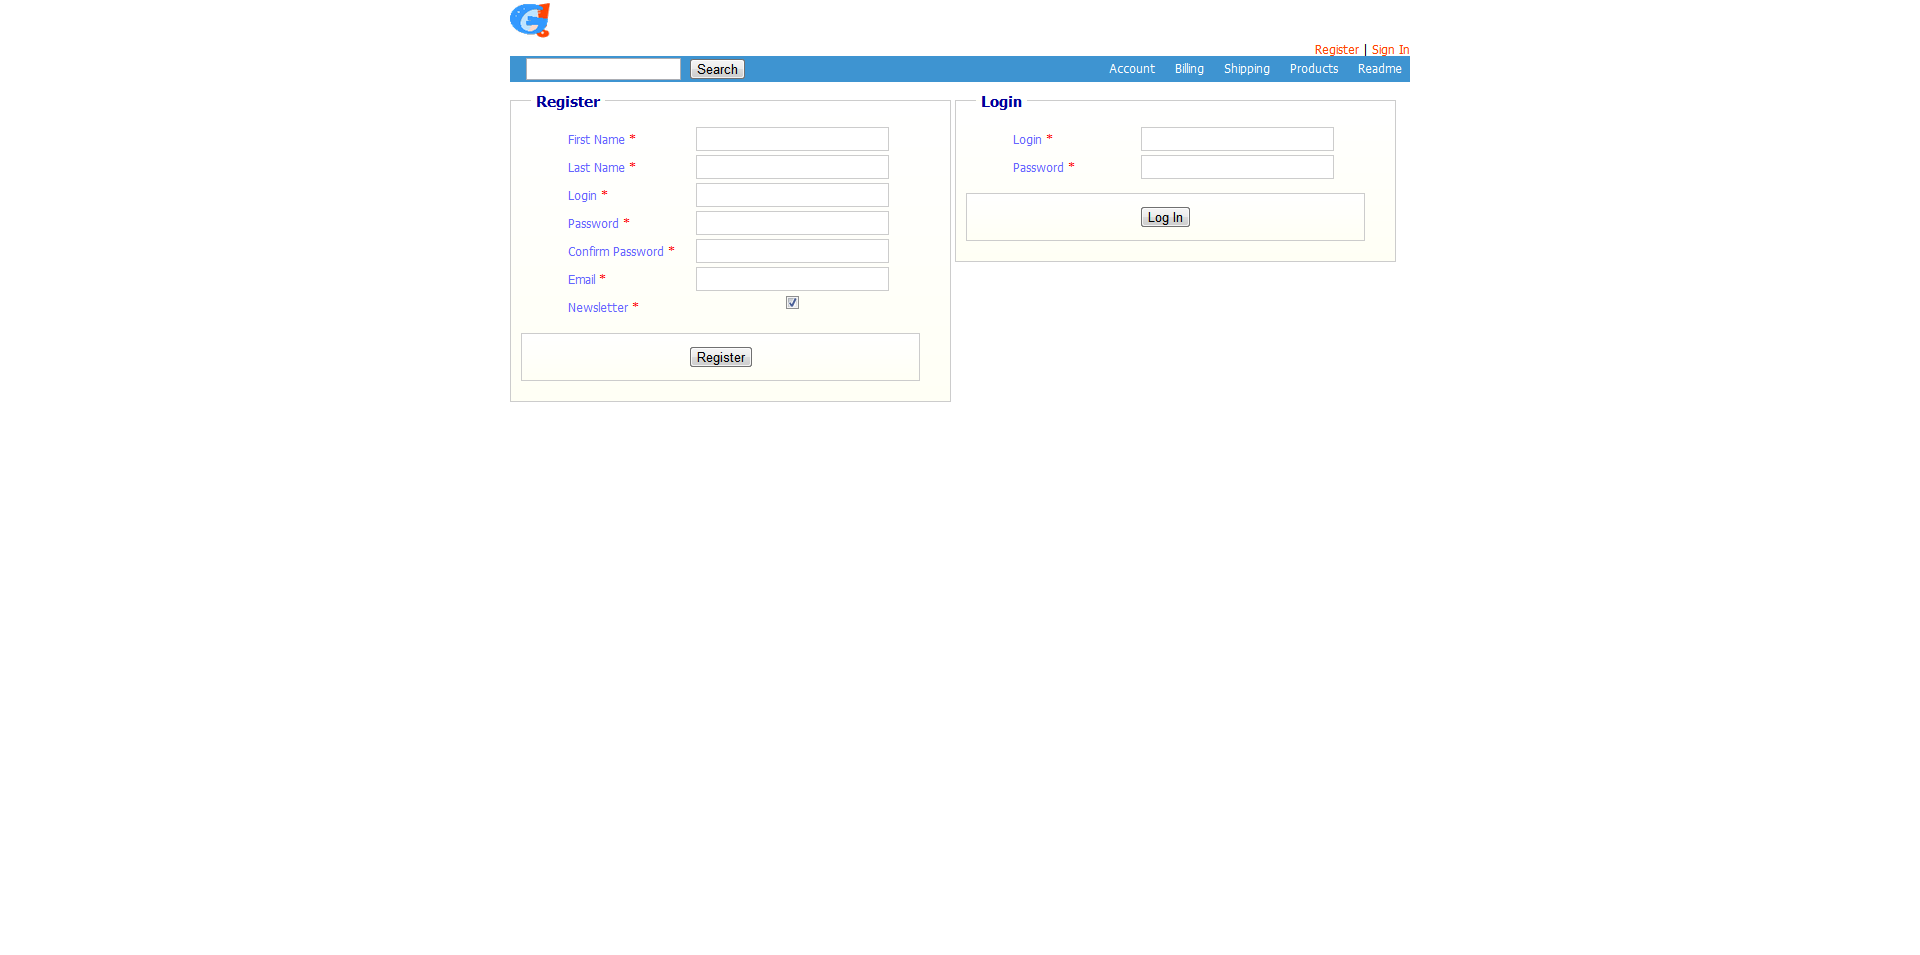 Register | Sign In
Search Account Billing Shipping Products Readme
Register
First Name *
Last Name *
Login *
Password *
Confirm Password *
Email *
Newsletter *
Register
Login
Login *
Password *
Log In